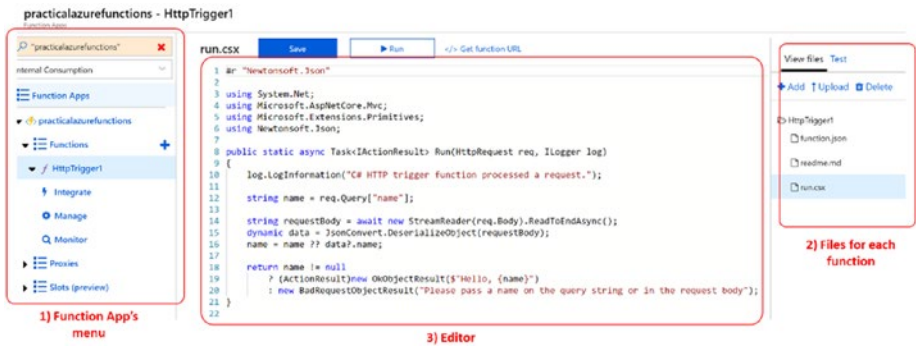 practicalazurefunctions - HttpTrigger1
Function Apps
"practicalazurefunctions"
nternal Consumption
Function Apps
practicalazurefunctions
Functions
HttpTrigger1
Integrate
Manage
Monitor
Proxies
Slots (preview)
1) Function App's
menu
run.csx Save Run </> Get function URL
1 #r "Newtonsoft.Json"
2
3 using System.Net;
4 using Microsoft.AspNetCore.Mvc;
5 using Microsoft.Extensions.Primitives;
6 using Newtonsoft.Json;
7
8 public static async Task<IActionResult> Run(HttpRequest req, ILogger log)
9 {
10 log.LogInformation("C# HTTP trigger function processed a request.");
11
12 string name = req.Query["name"];
13
14 string requestBody = await new StreamReader(req.Body).ReadToEndAsync();
15 dynamic data = JsonConvert.DeserializeObject(requestBody);
16 name = name ?? data?.name;
17
18 return name != null
19 ? (ActionResult)new OkObjectResult($"Hello, {name}")
20 : new BadRequestObjectResult("Please pass a name on the query string or in the request body");
21 }
22
3) Editor
View files Test
Add Upload Delete
HttpTrigger1
function.json
readme.md
run.csx
2) Files for each
function